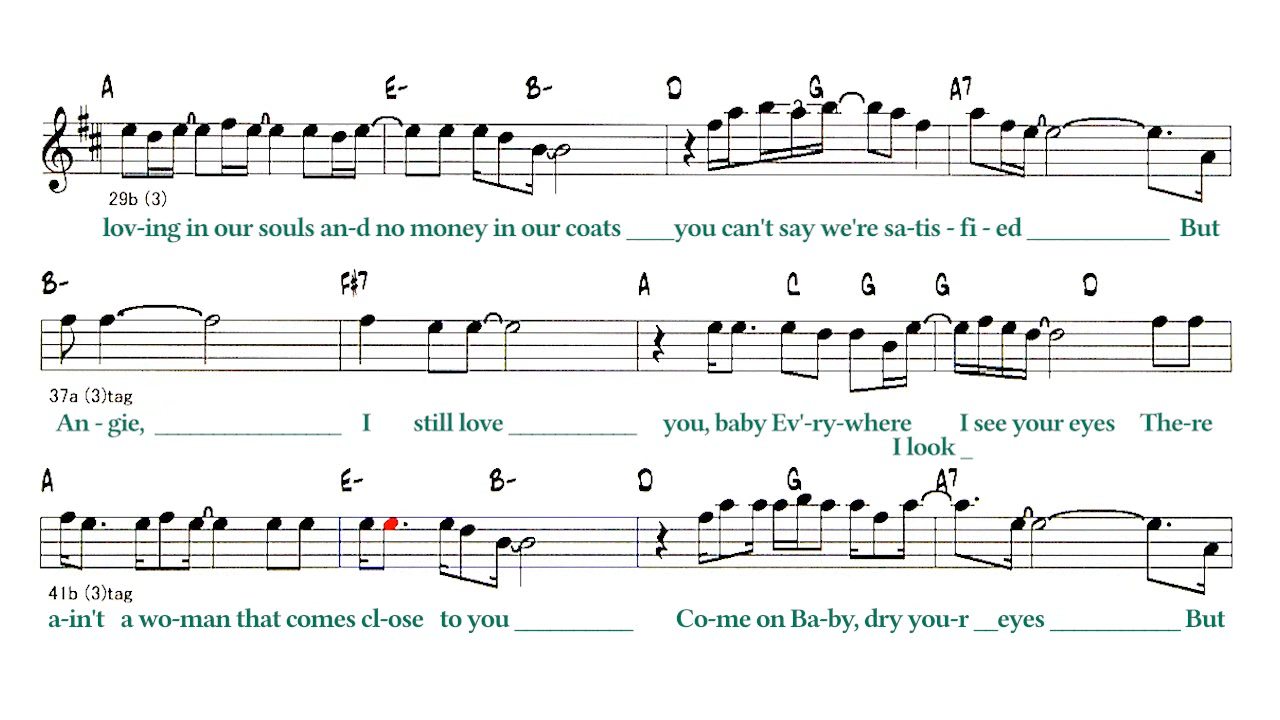 A E- B- D G A7
29b (3)
lov-ing in our souls an-d no money in our coats ____you can't say we're sa-tis - fi - ed ____________ But
B- F#7 A C G G D
37a (3)tag
An - gie, ________________ I still love ___________ you, baby Ev'-ry-where I see your eyes The-re
I look _
A E- B- D G A7
41b (3)tag
a-in't a wo-man that comes cl-ose to you __________ Co-me on Ba-by, dry you-r __eyes ___________ But